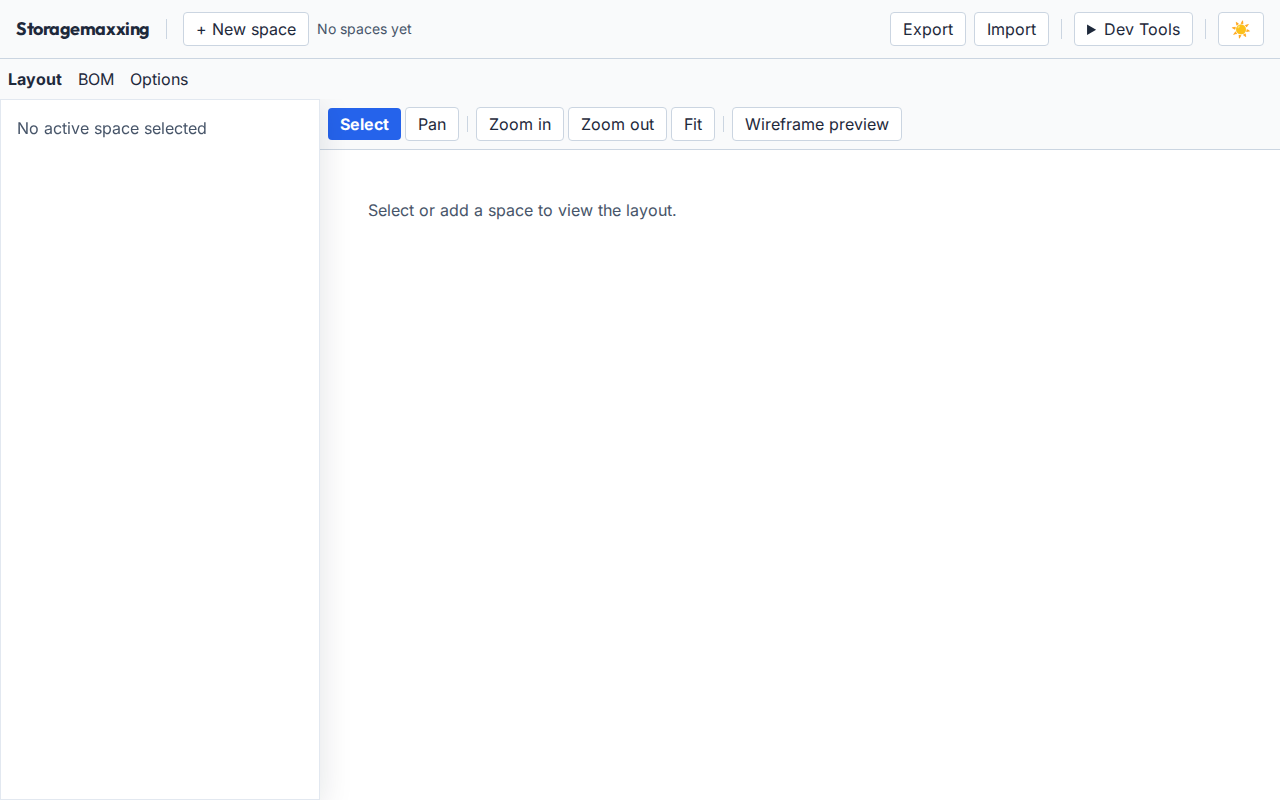 Storagemaxxing
+ New space
No spaces yet
Export
Import
▶ Dev Tools
☀️
Layout
BOM
Options
No active space selected
Select
Pan
Zoom in
Zoom out
Fit
Wireframe preview
Select or add a space to view the layout.